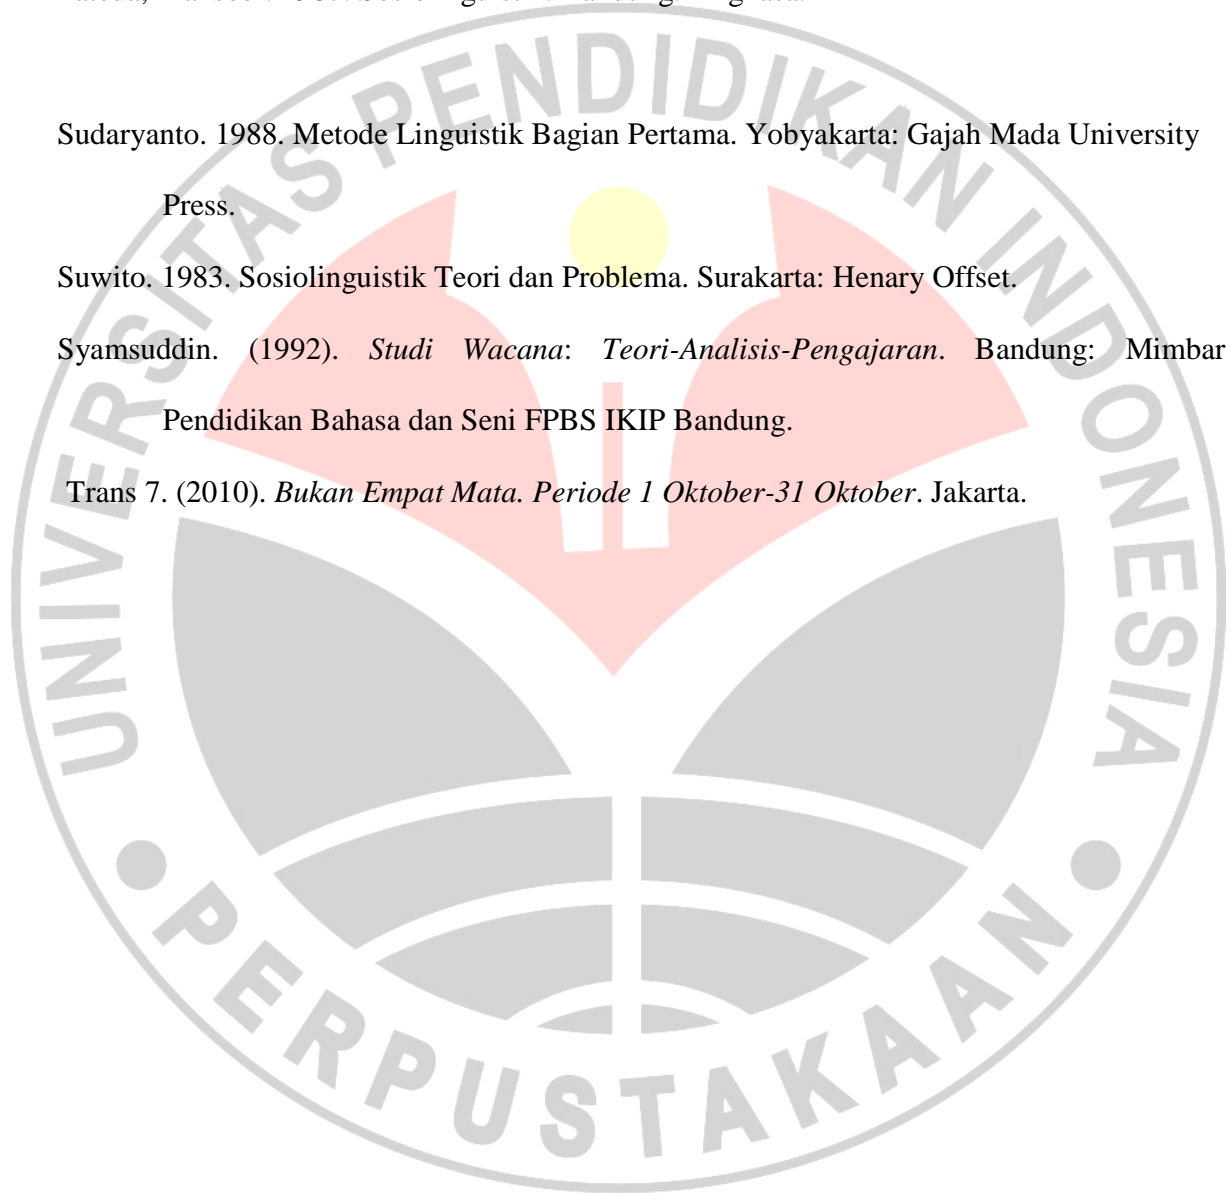 Sudaryanto. 1988. Metode Linguistik Bagian Pertama. Yobyakarta: Gajah Mada University
Press.
Suwito. 1983. Sosiolinguistik Teori dan Problema. Surakarta: Henary Offset.
Syamsuddin. (1992). Studi Wacana: Teori-Analisis-Pengajaran. Bandung: Mimbar
Pendidikan Bahasa dan Seni FPBS IKIP Bandung.
Trans 7. (2010). Bukan Empat Mata. Periode 1 Oktober-31 Oktober. Jakarta.
UNIVERSITAS PENDIDIKAN INDONESIA
PERPUSTAKAAN